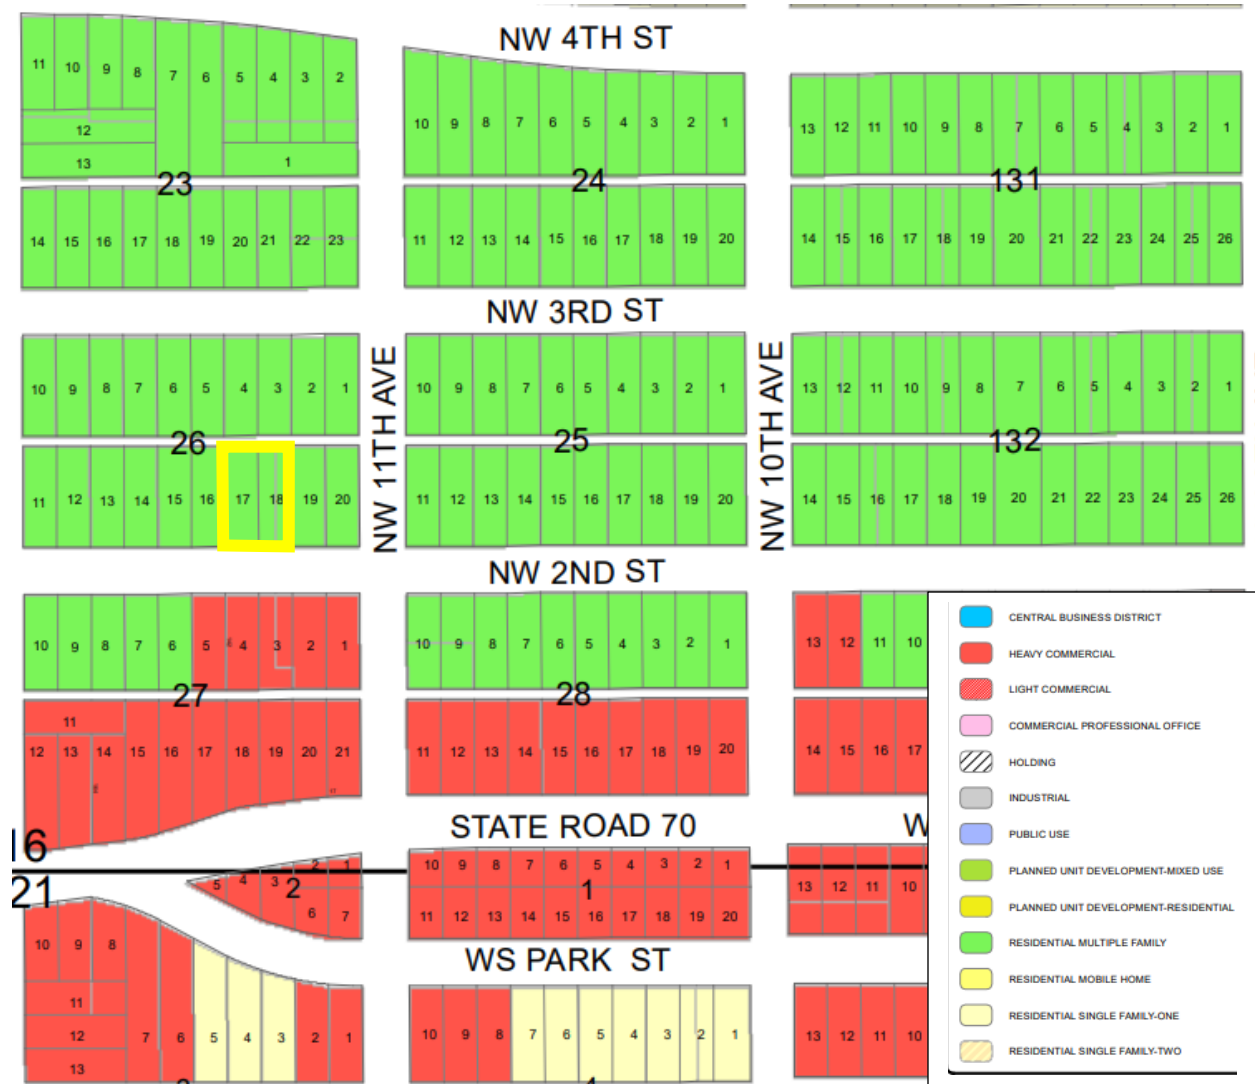 NW 4TH ST
11 10 9 8 7 6 5 4 3 2
12
13 1
23
14 15 16 17 18 19 20 21 22 23
10 9 8 7 6 5 4 3 2 1
24
11 12 13 14 15 16 17 18 19 20
13 12 11 10 9 8 7 6 5 4 3 2 1
131
14 15 16 17 18 19 20 21 22 23 24 25 26
NW 3RD ST
10 9 8 7 6 5 4 3 2 1
26
11 12 13 14 15 16 17 18 19 20
NW 11TH AVE
10 9 8 7 6 5 4 3 2 1
25
11 12 13 14 15 16 17 18 19 20
NW 10TH AVE
13 12 11 10 9 8 7 6 5 4 3 2 1
132
14 15 16 17 18 19 20 21 22 23 24 25 26
NW 2ND ST
10 9 8 7 6 5 4 3 2 1
27
11
12 13 14 15 16 17 18 19 20 21
10 9 8 7 6 5 4 3 2 1
28
11 12 13 14 15 16 17 18 19 20
13 12 11 10
14 15 16 17
STATE ROAD 70
W
16
21
2 1
5 4 3 2
6 7
10 9 8 7 6 5 4 3 2 1
1
11 12 13 14 15 16 17 18 19 20
13 12 11 10
WS PARK ST
10 9 8
11
12
13
7 6 5 4 3 2 1
10 9 8 7 6 5 4 3 2 1
13 12 11 10
CENTRAL BUSINESS DISTRICT
HEAVY COMMERCIAL
LIGHT COMMERCIAL
COMMERCIAL PROFESSIONAL OFFICE
HOLDING
INDUSTRIAL
PUBLIC USE
PLANNED UNIT DEVELOPMENT-MIXED USE
PLANNED UNIT DEVELOPMENT-RESIDENTIAL
RESIDENTIAL MULTIPLE FAMILY
RESIDENTIAL MOBILE HOME
RESIDENTIAL SINGLE FAMILY-ONE
RESIDENTIAL SINGLE FAMILY-TWO